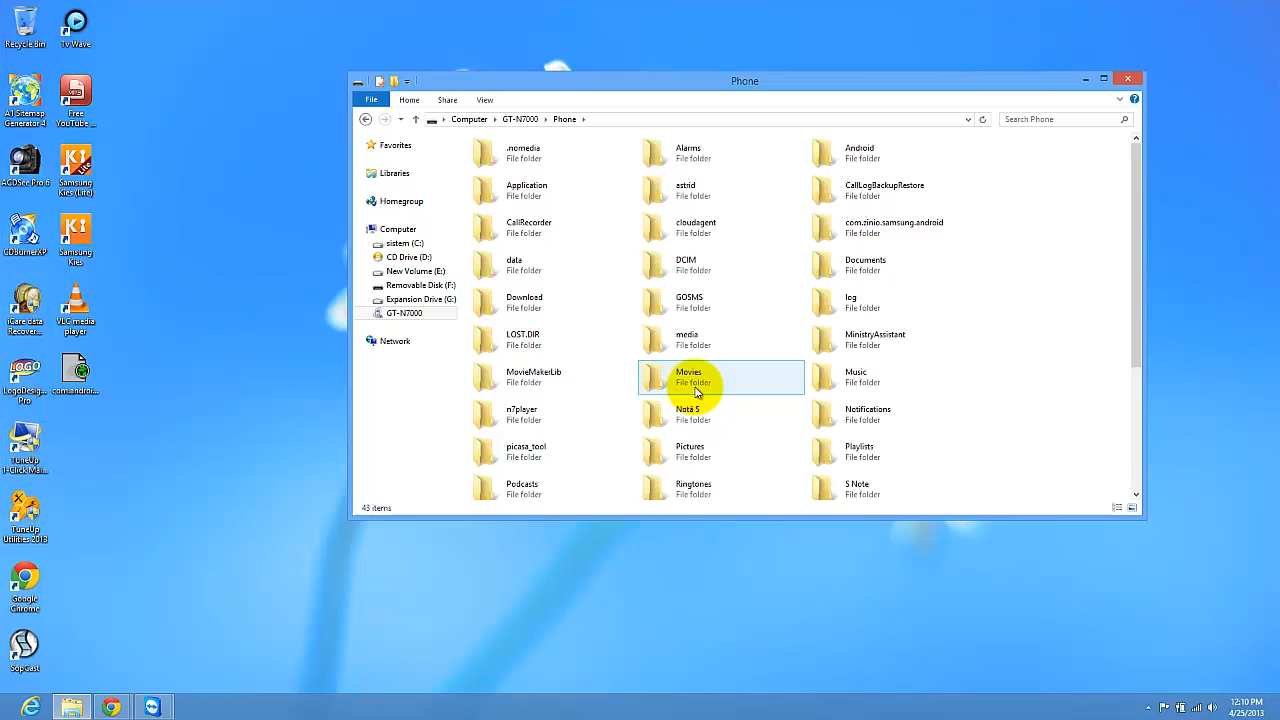 Recycle Bin
Tv Wave
A1 Sitemap
Generator 4
Free
YouTube ...
ACDSee Pro 6
Samsung
Kies (Lite)
CDBurnerXP
Samsung
Kies
iCare data
Recover...
VLC media
player
LogoDesign...
Pro
com.androi...
TuneUp
1-Click Mai...
TuneUp
Utilities 2013
Google
Chrome
SopCast
Phone
File
Home
Share
View
Computer
GT-N7000
Phone
Search Phone
Favorites
Libraries
Homegroup
Computer
sistem (C:)
CD Drive (D:)
New Volume (E:)
Removable Disk (F:)
Expansion Drive (G:)
GT-N7000
Network
.nomedia
File folder
Alarms
File folder
Android
File folder
Application
File folder
astrid
File folder
CallLogBackupRestore
File folder
CallRecorder
File folder
cloudagent
File folder
com.zinio.samsung.android
File folder
data
File folder
DCIM
File folder
Documents
File folder
Download
File folder
GOSMS
File folder
log
File folder
LOST.DIR
File folder
media
File folder
MinistryAssistant
File folder
MovieMakerLib
File folder
Movies
File folder
Music
File folder
n7player
File folder
Notă S
File folder
Notifications
File folder
picasa_tool
File folder
Pictures
File folder
Playlists
File folder
Podcasts
File folder
Ringtones
File folder
S Note
File folder
43 items
12:10 PM
4/25/2013